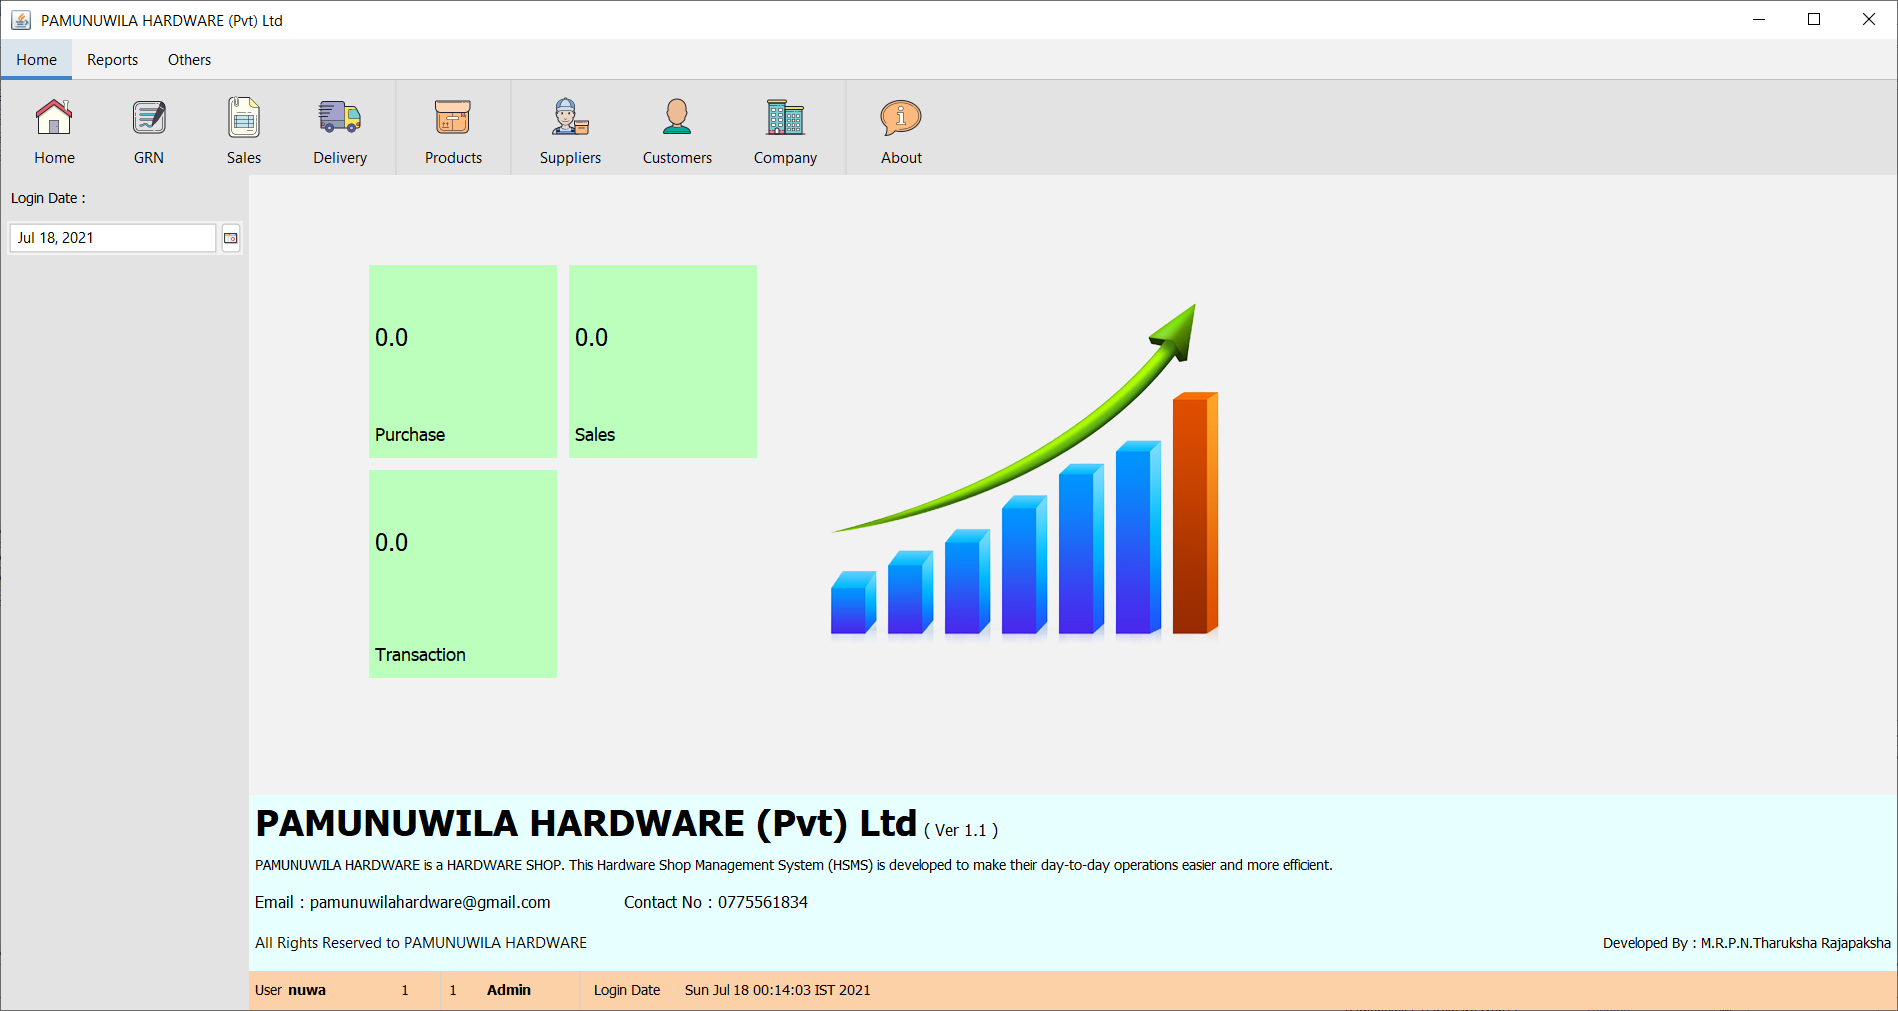 PAMUNUWILA HARDWARE (Pvt) Ltd
Home Reports Others
Home GRN Sales Delivery Products Suppliers Customers Company About
Login Date :
Jul 18, 2021
0.0 0.0
Purchase Sales
0.0
Transaction
PAMUNUWILA HARDWARE (Pvt) Ltd ( Ver 1.1 )
PAMUNUWILA HARDWARE is a HARDWARE SHOP. This Hardware Shop Management System (HSMS) is developed to make their day-to-day operations easier and more efficient.
Email : pamunuwilahardware@gmail.com Contact No : 0775561834
All Rights Reserved to PAMUNUWILA HARDWARE Developed By : M.R.P.N.Tharuksha Rajapaksha
User nuwa 1 1 Admin Login Date Sun Jul 18 00:14:03 IST 2021